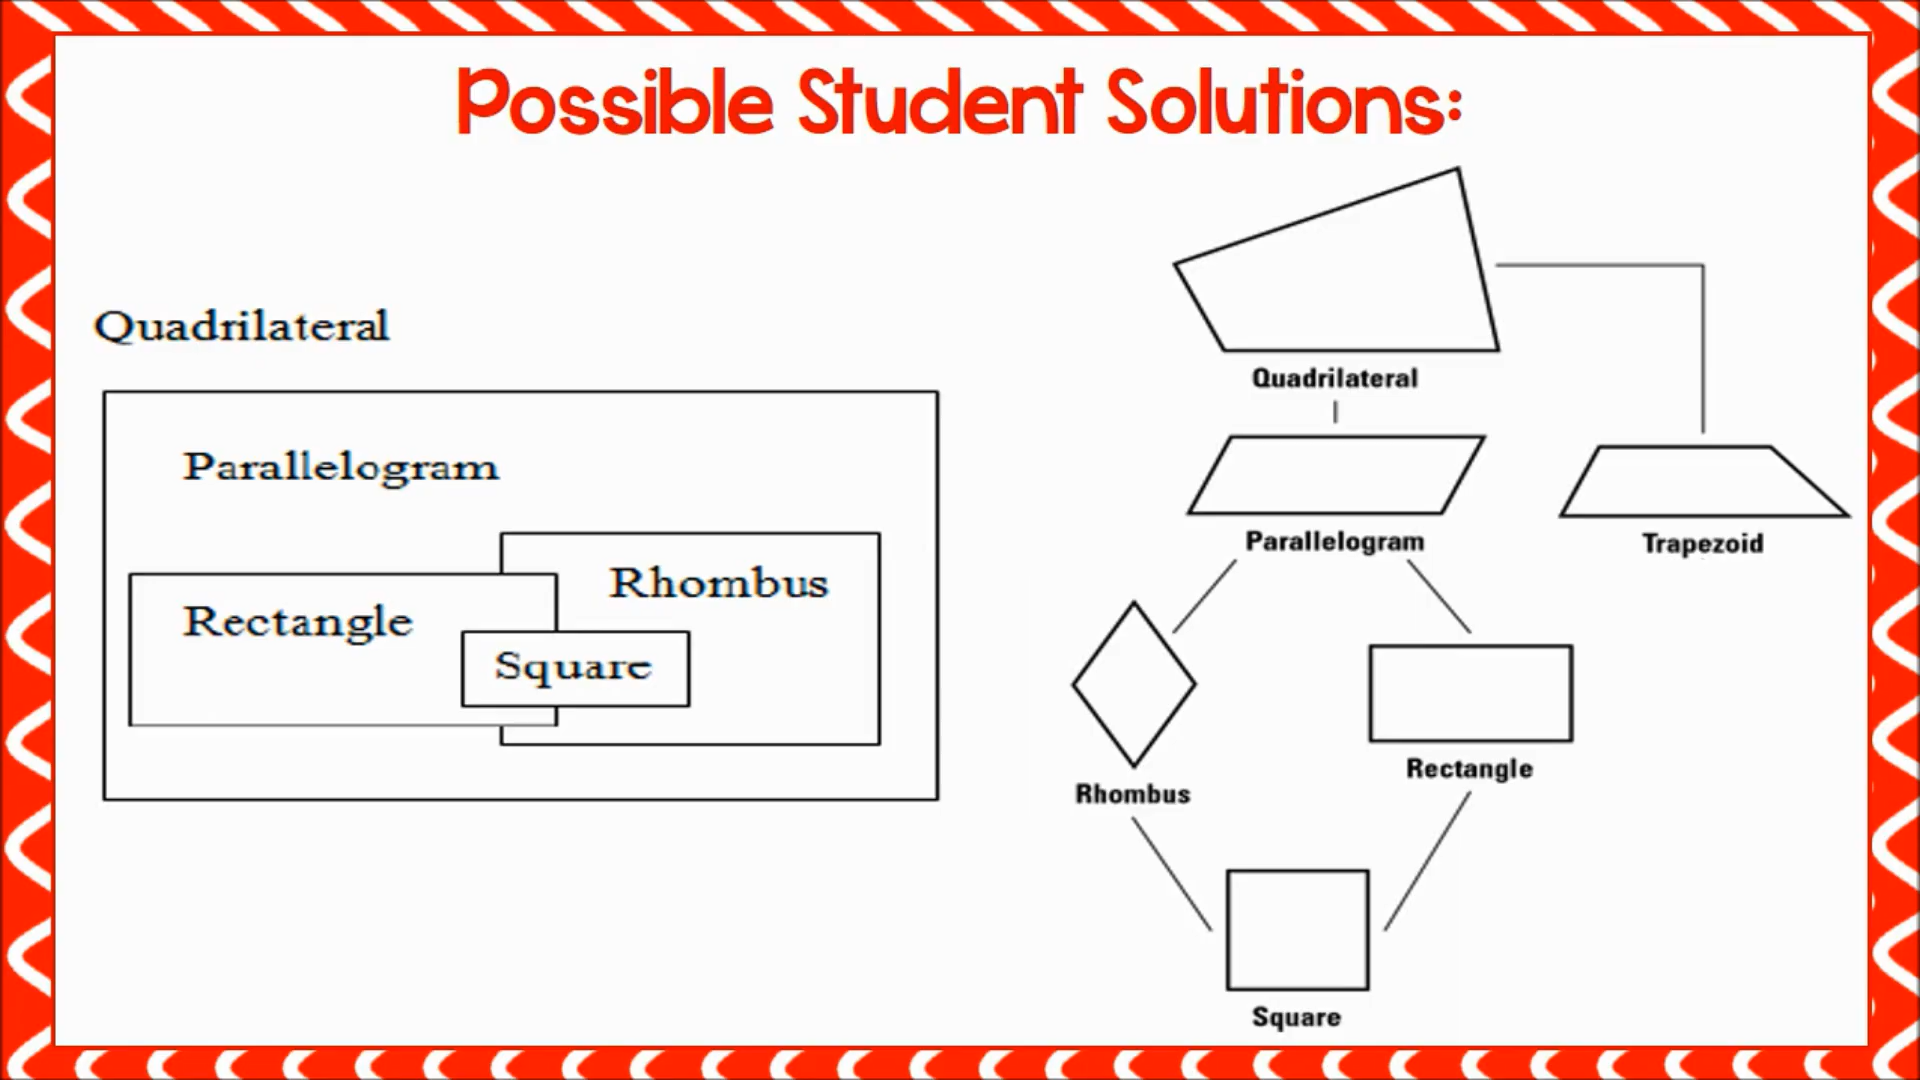 Possible Student Solutions:
Quadrilateral
Parallelogram
Rhombus
Rectangle
Square
Quadrilateral
Parallelogram
Trapezoid
Rhombus
Rectangle
Square